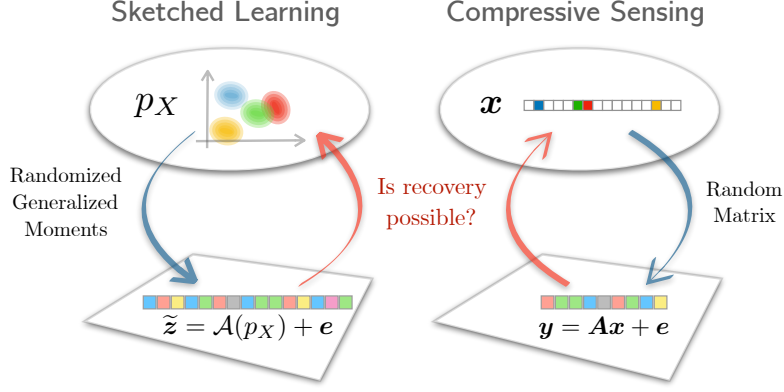 Sketched Learning
Compressive Sensing
p_X
x
Randomized
Generalized
Moments
Is recovery
possible?
Random
Matrix
z̃ = 𝒜(p_X) + e
y = Ax + e